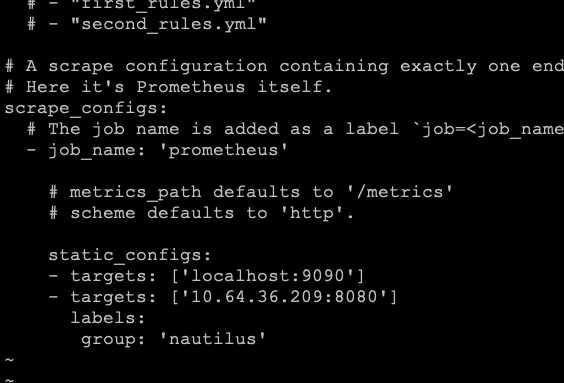 # - "first_rules.yml"
# - "second_rules.yml"

# A scrape configuration containing exactly one end
# Here it's Prometheus itself.
scrape_configs:
  # The job name is added as a label `job=<job_name
  - job_name: 'prometheus'

    # metrics_path defaults to '/metrics'
    # scheme defaults to 'http'.

    static_configs:
    - targets: ['localhost:9090']
    - targets: ['10.64.36.209:8080']
      labels:
       group: 'nautilus'
~
~